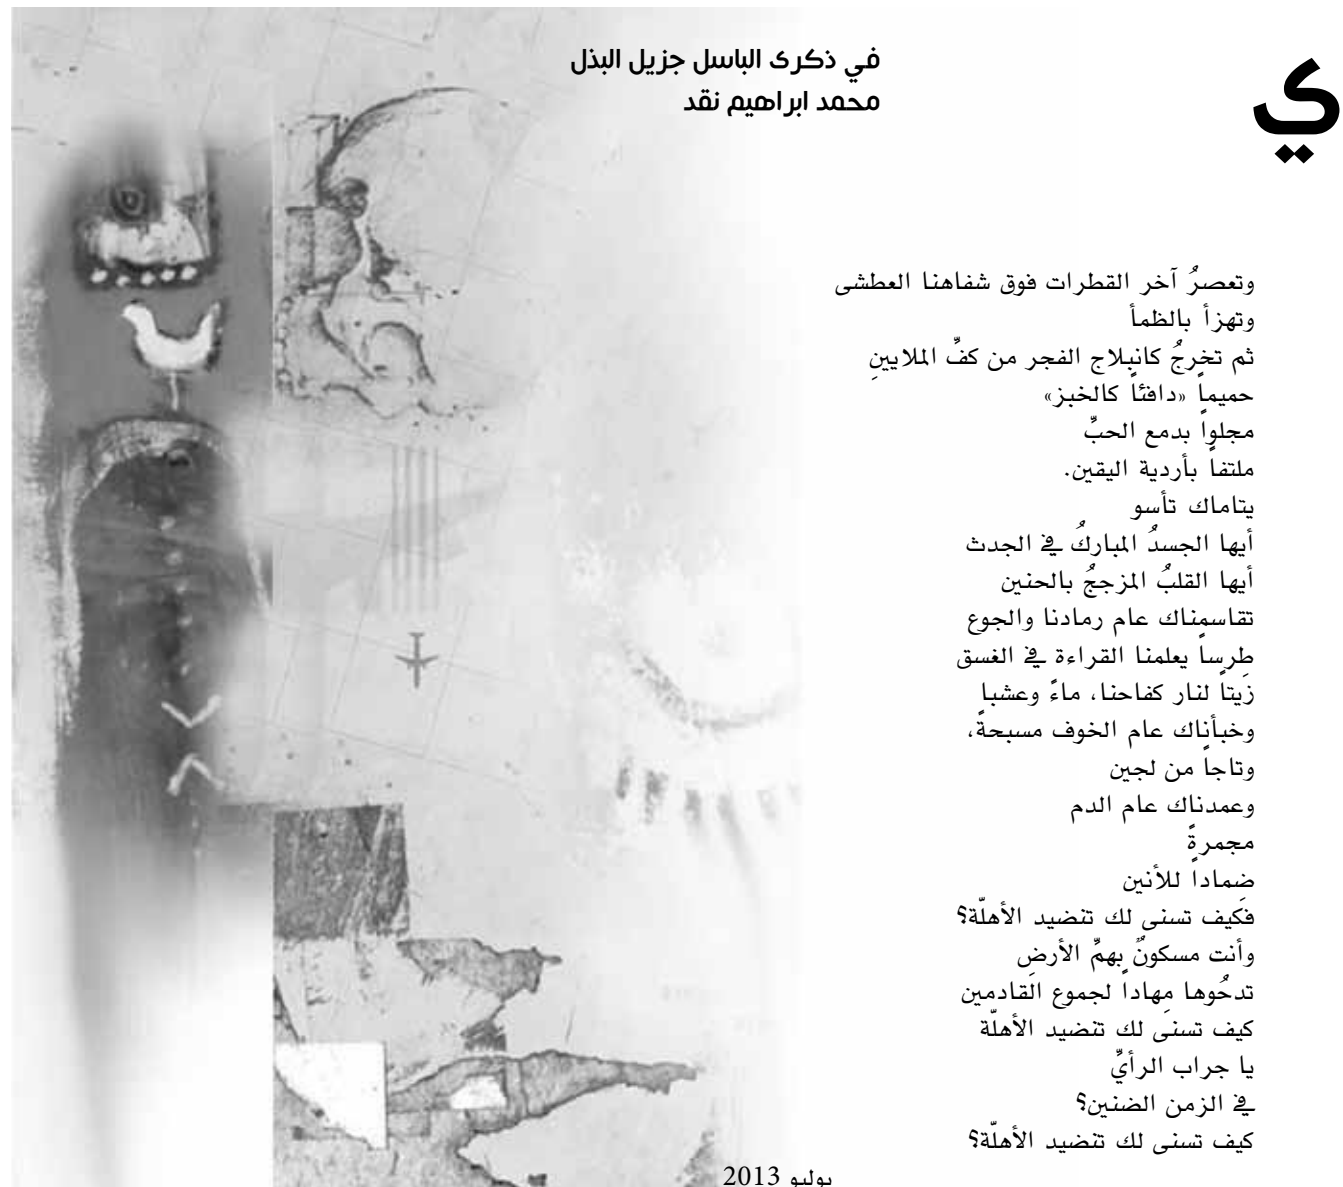 في ذكرى الباسل جزيل البذل
محمد ابراهيم نقد
ي
وتعصرُ آخر القطرات فوق شفاهنا العطشى
وتهزأ بالظمأ
ثم تخرجُ كانبلاج الفجر من كفِّ الملايينِ
حميماً «دافئاً كالخبز»
مجلواً بدمع الحبِّ
ملتفاً بأردية اليقين.
يتاماك تأسو
أيها الجسدُ المباركُ في الجدث
أيها القلبُ المزججُ بالحنين
تقاسمناك عام رمادنا والجوع
طرساً يعلمنا القراءة في الغسق
زيتاً لنار كفاحنا، ماءً وعشبا
وخبأناك عام الخوف مسبحةً،
وتاجاً من لجين
وعمدناك عام الدم
مجمرةً
ضماداً للأنين
فكيف تسنى لك تنضيد الأهلّة؟
وأنت مسكونٌ بهمِّ الأرضِ
تدحُوها مِهاداً لجموع القادمين
كيف تسنى لك تنضيد الأهلّة
يا جراب الرأيِّ
في الزمن الضنين؟
كيف تسنى لك تنضيد الأهلّة؟
يوليو 2013